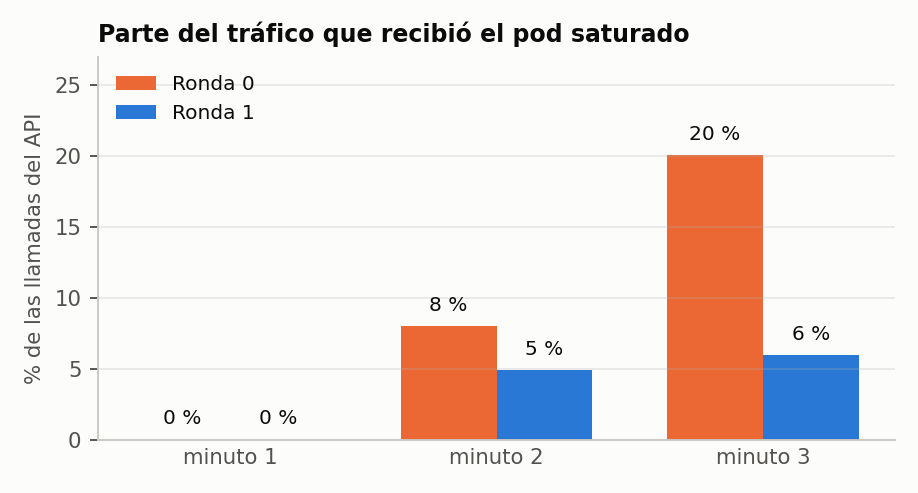 Parte del tráfico que recibió el pod saturado
% de las llamadas del API
25
20
15
10
5
0
Ronda 0
Ronda 1
0 %
0 %
8 %
5 %
20 %
6 %
minuto 1
minuto 2
minuto 3